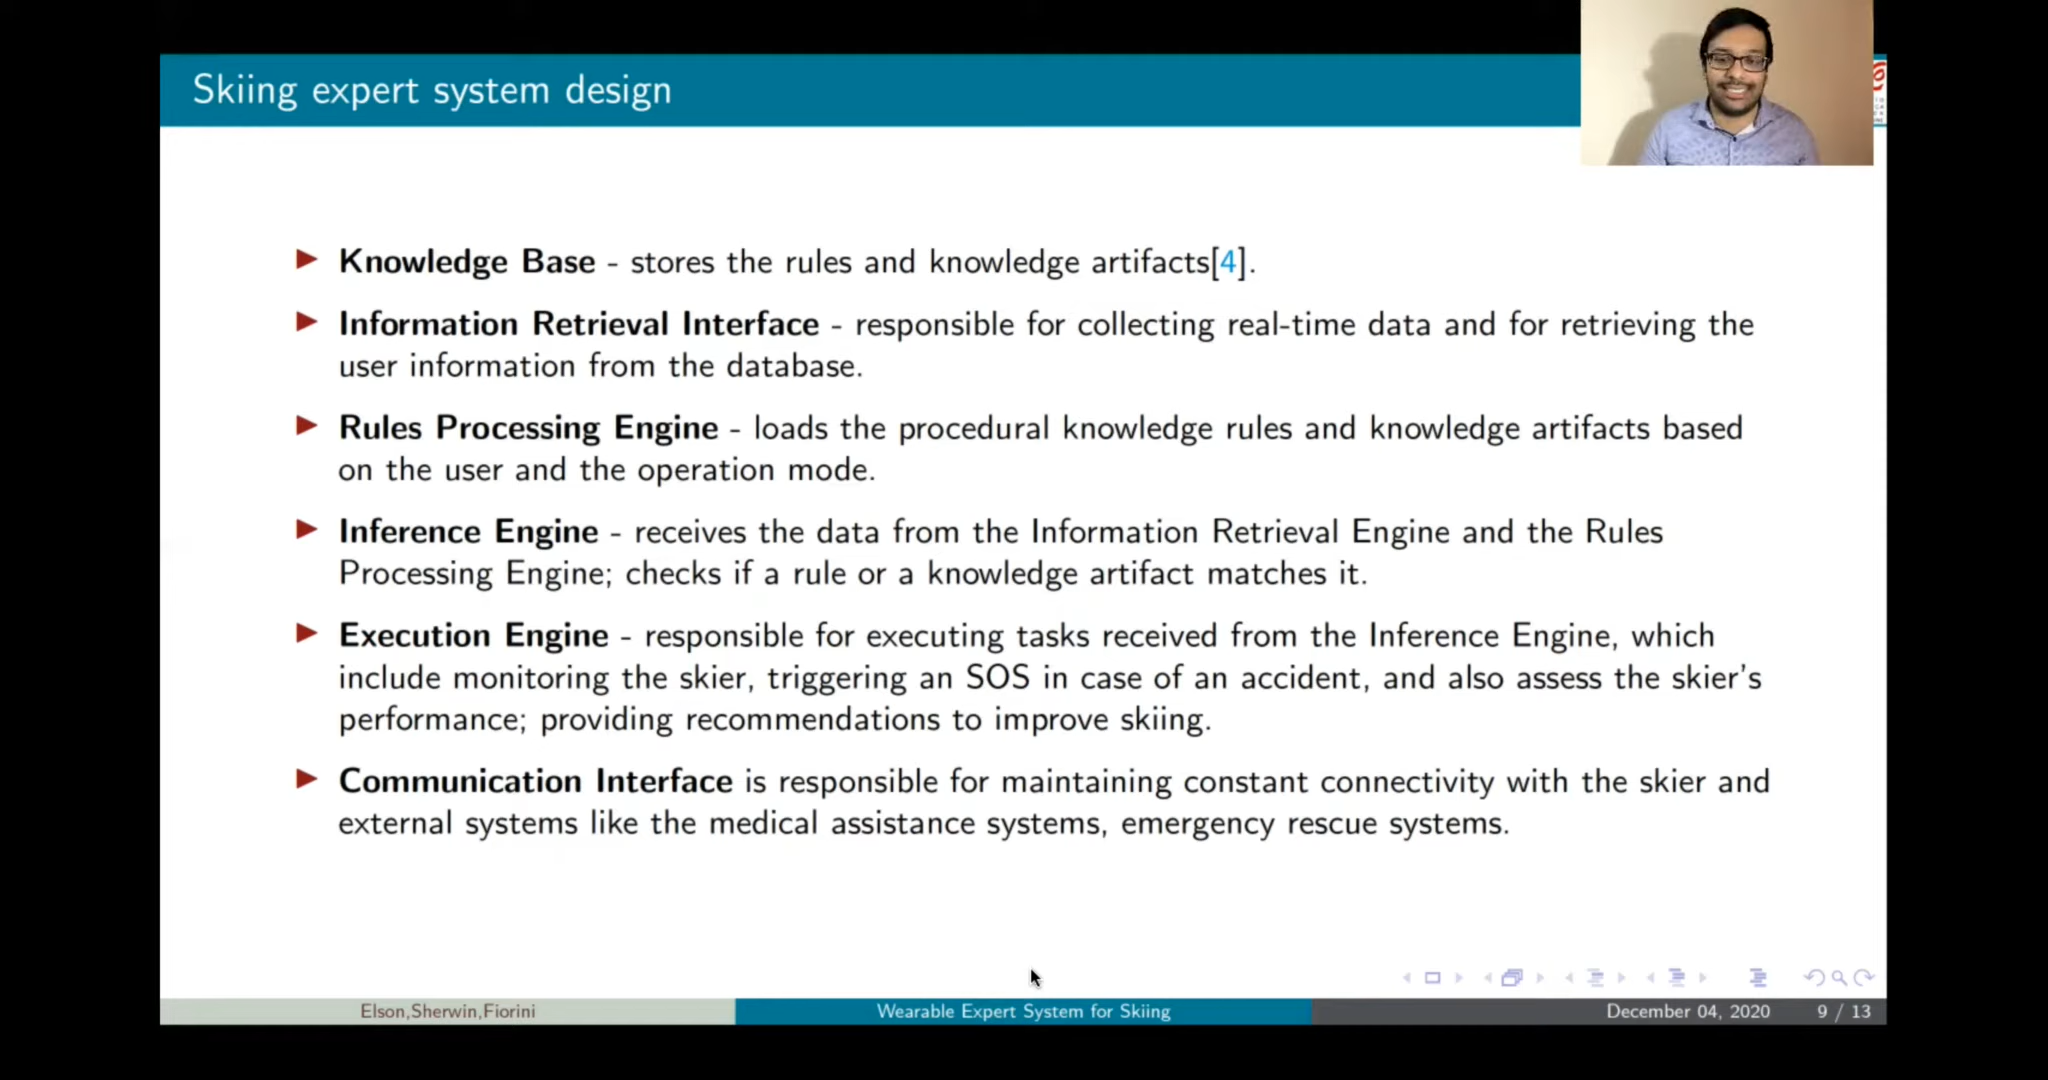 Skiing expert system design
▶ Knowledge Base - stores the rules and knowledge artifacts[4].
▶ Information Retrieval Interface - responsible for collecting real-time data and for retrieving the
user information from the database.
▶ Rules Processing Engine - loads the procedural knowledge rules and knowledge artifacts based
on the user and the operation mode.
▶ Inference Engine - receives the data from the Information Retrieval Engine and the Rules
Processing Engine; checks if a rule or a knowledge artifact matches it.
▶ Execution Engine - responsible for executing tasks received from the Inference Engine, which
include monitoring the skier, triggering an SOS in case of an accident, and also assess the skier's
performance; providing recommendations to improve skiing.
▶ Communication Interface is responsible for maintaining constant connectivity with the skier and
external systems like the medical assistance systems, emergency rescue systems.
Elson,Sherwin,Fiorini
Wearable Expert System for Skiing
December 04, 2020
9 / 13